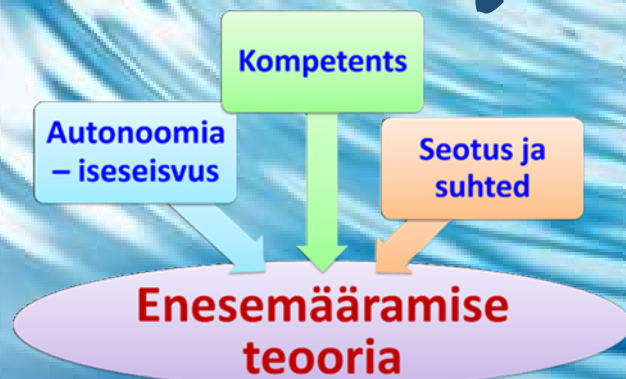 Kompetents
Autonoomia
– iseseisvus
Seotus ja
suhted
Enesemääramise
teooria